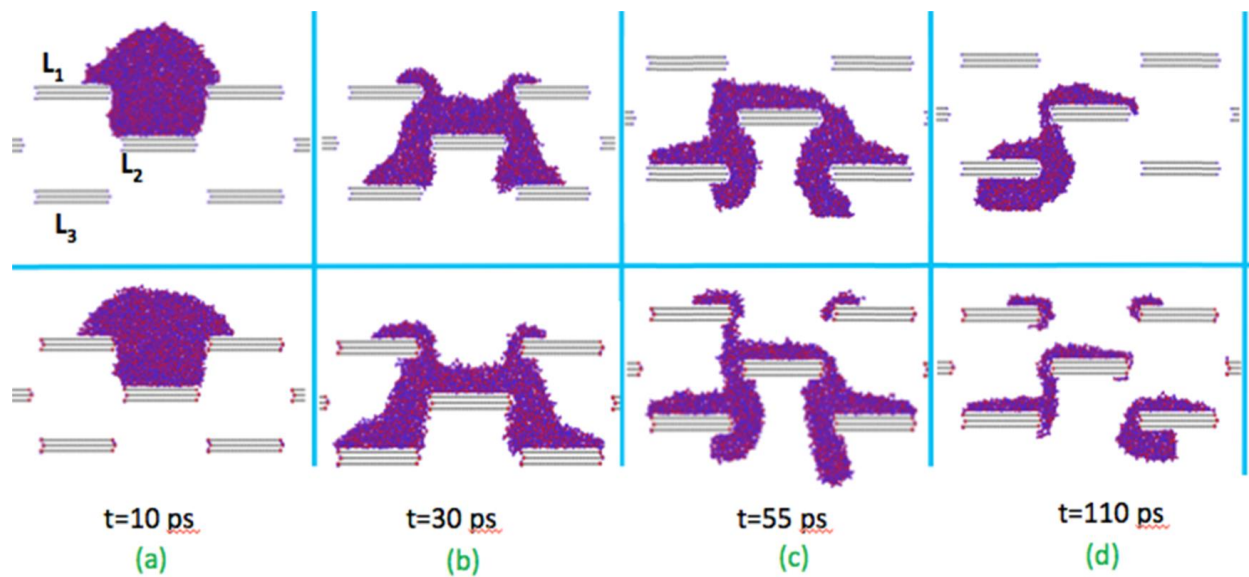 L1
L2
L3
t=10 ps
t=30 ps
t=55 ps
t=110 ps
(a)
(b)
(c)
(d)